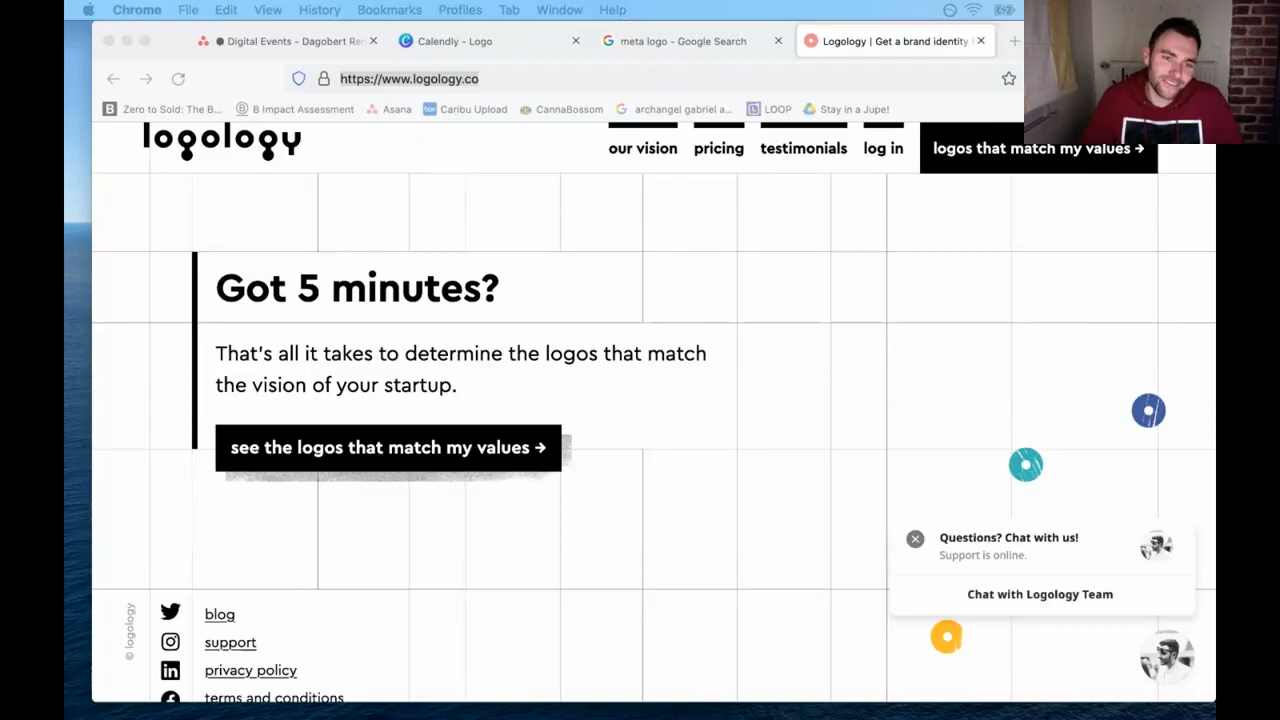 Chrome File Edit View History Bookmarks Profiles Tab Window Help
Digital Events - Dagobert Re
Calendly - Logo
meta logo - Google Search
Logology | Get a brand identity
https://www.logology.co
Zero to Sold: The B...
B Impact Assessment
Asana
Caribu Upload
CannaBossom
archangel gabriel a...
LOOP
Stay in a Jupe!
logology
our vision
pricing
testimonials
log in
logos that match my values →
Got 5 minutes?
That's all it takes to determine the logos that match
the vision of your startup.
see the logos that match my values →
Questions? Chat with us!
Support is online.
Chat with Logology Team
© logology
blog
support
privacy policy
terms and conditions